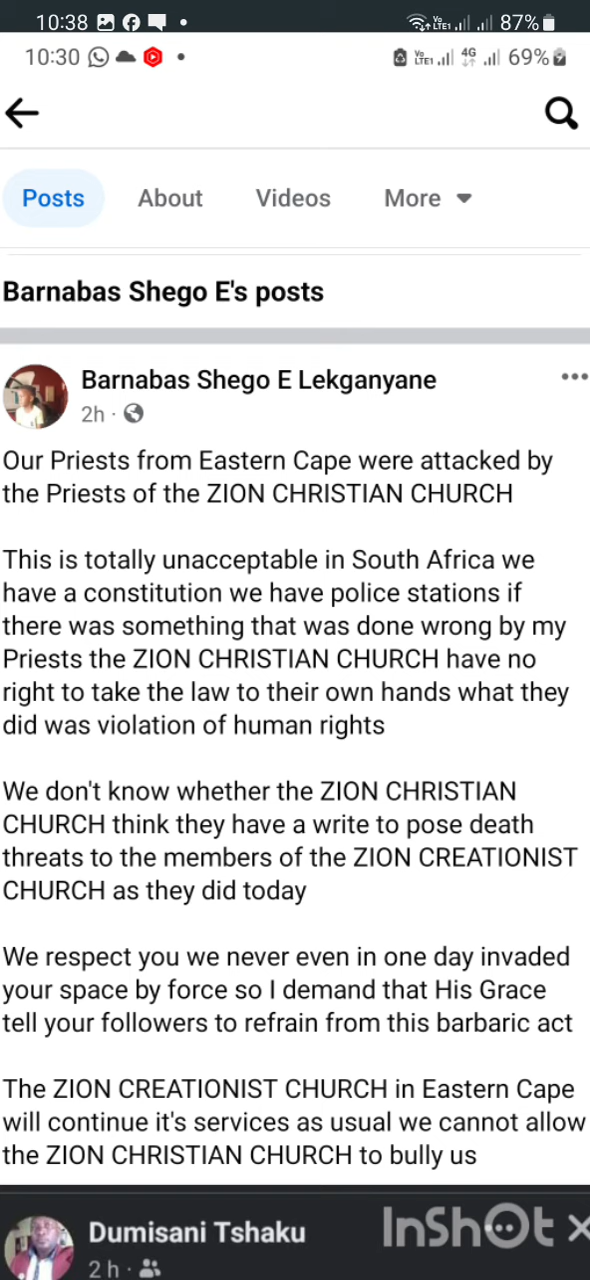 10:38 87%
10:30 69%
Posts About Videos More
Barnabas Shego E's posts
Barnabas Shego E Lekganyane
2h ·
Our Priests from Eastern Cape were attacked by
the Priests of the ZION CHRISTIAN CHURCH
This is totally unacceptable in South Africa we
have a constitution we have police stations if
there was something that was done wrong by my
Priests the ZION CHRISTIAN CHURCH have no
right to take the law to their own hands what they
did was violation of human rights
We don't know whether the ZION CHRISTIAN
CHURCH think they have a write to pose death
threats to the members of the ZION CREATIONIST
CHURCH as they did today
We respect you we never even in one day invaded
your space by force so I demand that His Grace
tell your followers to refrain from this barbaric act
The ZION CREATIONIST CHURCH in Eastern Cape
will continue it's services as usual we cannot allow
the ZION CHRISTIAN CHURCH to bully us
Dumisani Tshaku
InShOt
2h ·